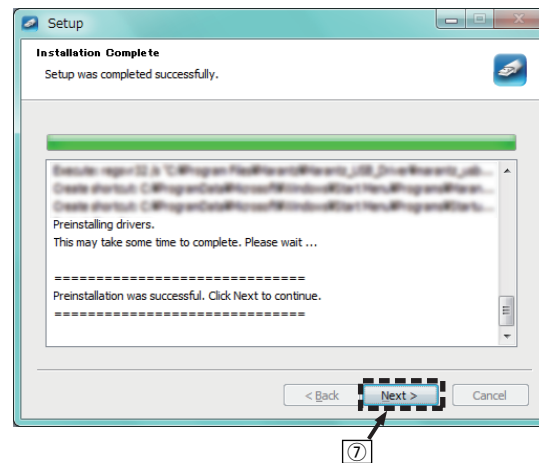 Setup
Installation Complete
Setup was completed successfully.
Preinstalling drivers.
This may take some time to complete. Please wait ...
==============================
Preinstallation was successful. Click Next to continue.
==============================
< Back Next > Cancel
⑦